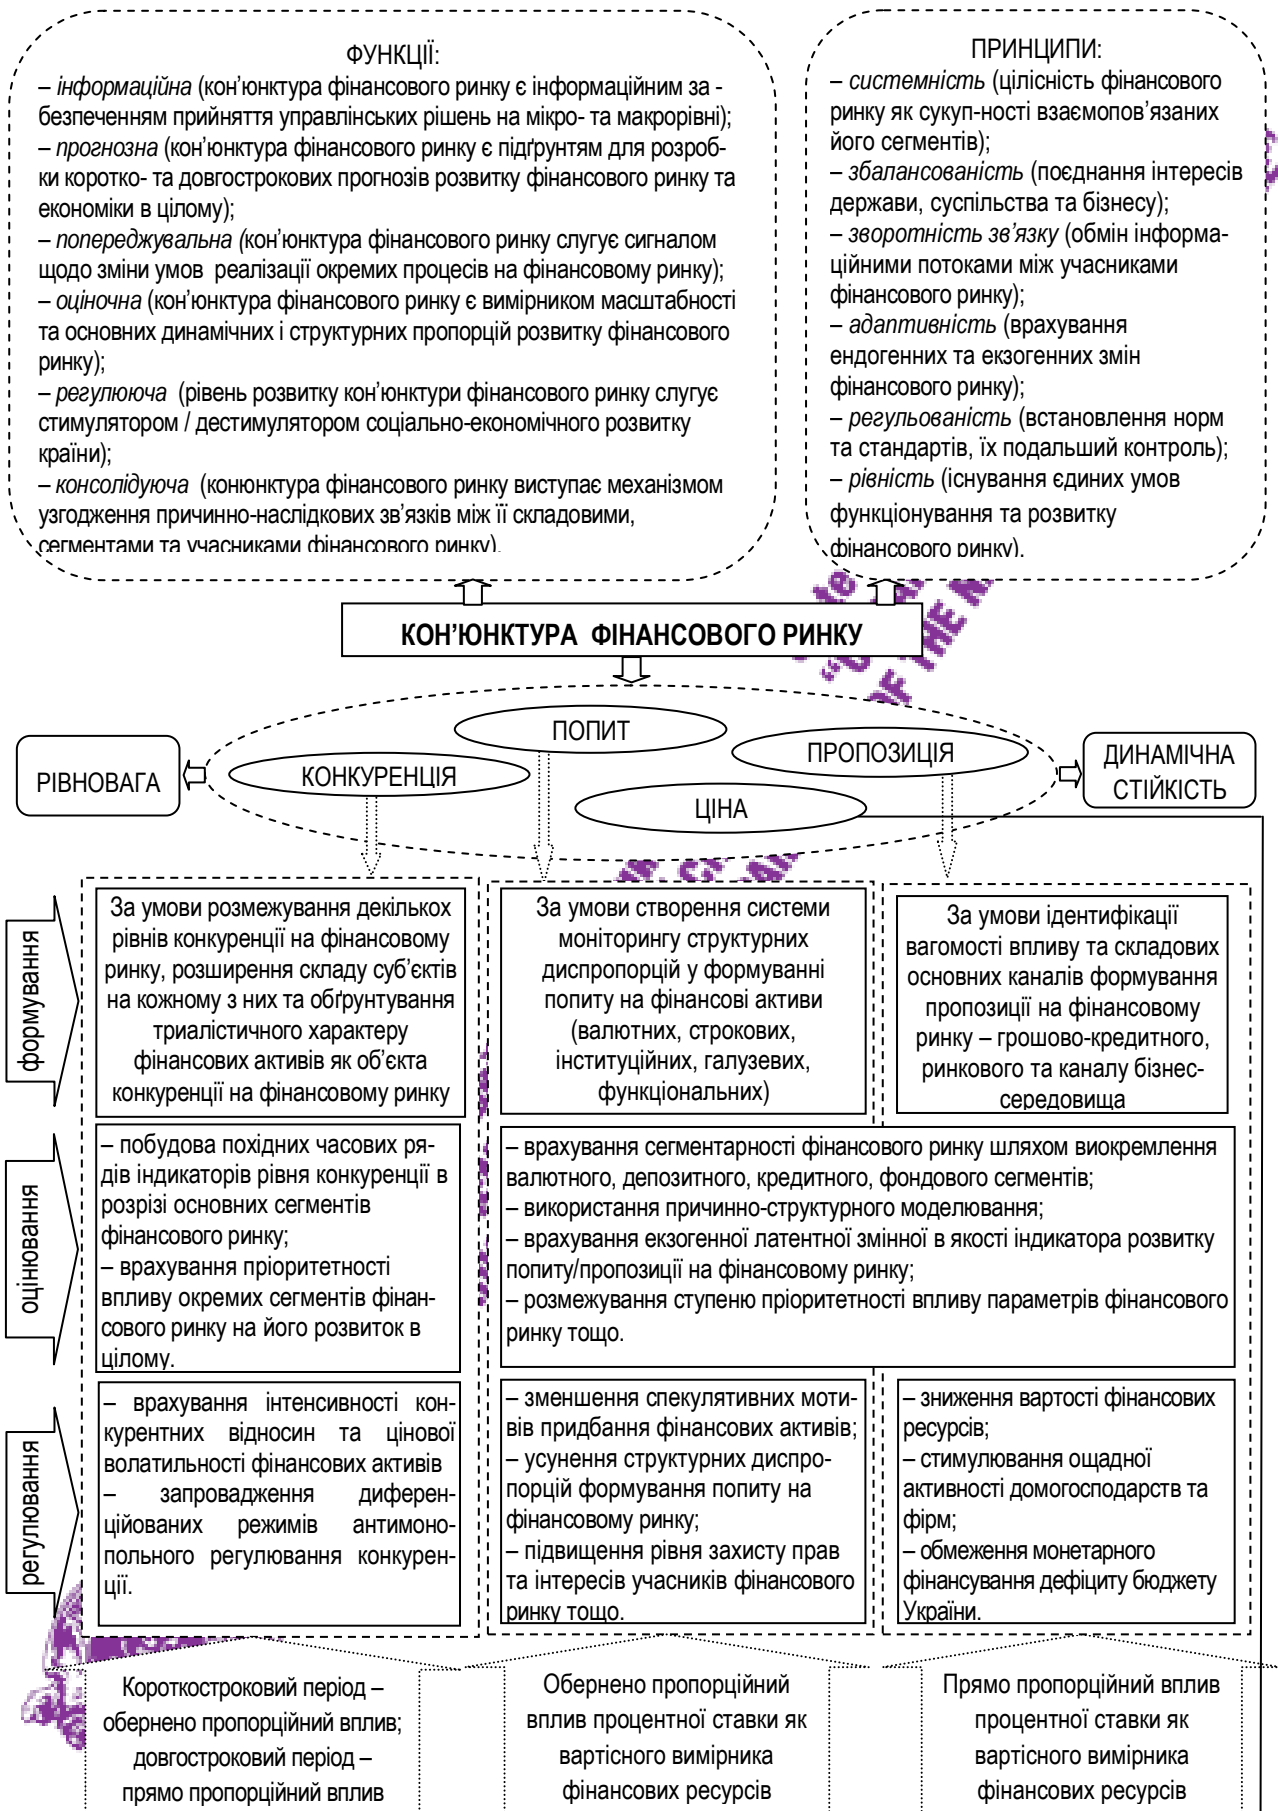 ФУНКЦІЇ:
– інформаційна (кон’юнктура фінансового ринку є інформаційним за -
безпеченням прийняття управлінських рішень на мікро- та макрорівні);
– прогнозна (кон’юнктура фінансового ринку є підґрунтям для розроб-
ки коротко- та довгострокових прогнозів розвитку фінансового ринку та
економіки в цілому);
– попереджувальна (кон’юнктура фінансового ринку слугує сигналом
щодо зміни умов реалізації окремих процесів на фінансовому ринку);
– оціночна (кон’юнктура фінансового ринку є вимірником масштабності
та основних динамічних і структурних пропорцій розвитку фінансового
ринку);
– регулююча (рівень розвитку кон’юнктури фінансового ринку слугує
стимулятором / дестимулятором соціально-економічного розвитку
країни);
– консолідуюча (конюнктура фінансового ринку виступає механізмом
узгодження причинно-наслідкових зв’язків між її складовими,
сегментами та учасниками фінансового ринку).
ПРИНЦИПИ:
– системність (цілісність фінансового
ринку як сукуп-ності взаємопов’язаних
його сегментів);
– збалансованість (поєднання інтересів
держави, суспільства та бізнесу);
– зворотність зв’язку (обмін інформа-
ційними потоками між учасниками
фінансового ринку);
– адаптивність (врахування
ендогенних та екзогенних змін
фінансового ринку);
– регульованість (встановлення норм
та стандартів, їх подальший контроль);
– рівність (існування єдиних умов
функціонування та розвитку
фінансового ринку).
КОН’ЮНКТУРА ФІНАНСОВОГО РИНКУ
OF THE
ПОПИТ
ПРОПОЗИЦІЯ
КОНКУРЕНЦІЯ
ЦІНА
РІВНОВАГА
ДИНАМІЧНА
СТІЙКІСТЬ
формування
За умови розмежування декількох
рівнів конкуренції на фінансовому
ринку, розширення складу суб’єктів
на кожному з них та обґрунтування
триалістичного характеру
фінансових активів як об’єкта
конкуренції на фінансовому ринку
За умови створення системи
моніторингу структурних
диспропорцій у формуванні
попиту на фінансові активи
(валютних, строкових,
інституційних, галузевих,
функціональних)
За умови ідентифікації
вагомості впливу та складових
основних каналів формування
пропозиції на фінансовому
ринку – грошово-кредитного,
ринкового та каналу бізнес-
середовища
оцінювання
– побудова похідних часових ря-
дів індикаторів рівня конкуренції в
розрізі основних сегментів
фінансового ринку;
– врахування пріоритетності
впливу окремих сегментів фінан-
сового ринку на його розвиток в
цілому.
– врахування сегментарності фінансового ринку шляхом виокремлення
валютного, депозитного, кредитного, фондового сегментів;
– використання причинно-структурного моделювання;
– врахування екзогенної латентної змінної в якості індикатора розвитку
попиту/пропозиції на фінансовому ринку;
– розмежування ступеню пріоритетності впливу параметрів фінансового
ринку тощо.
регулювання
– врахування інтенсивності кон-
курентних відносин та цінової
волатильності фінансових активів
– запровадження диферен-
ційованих режимів антимоно-
польного регулювання конкурен-
ції.
– зменшення спекулятивних моти-
вів придбання фінансових активів;
– усунення структурних диспро-
порцій формування попиту на
фінансовому ринку;
– підвищення рівня захисту прав
та інтересів учасників фінансового
ринку тощо.
– зниження вартості фінансових
ресурсів;
– стимулювання ощадної
активності домогосподарств та
фірм;
– обмеження монетарного
фінансування дефіциту бюджету
України.
Короткостроковий період –
обернено пропорційний вплив;
довгостроковий період –
прямо пропорційний вплив
Обернено пропорційний
вплив процентної ставки як
вартісного вимірника
фінансових ресурсів
Прямо пропорційний вплив
процентної ставки як
вартісного вимірника
фінансових ресурсів